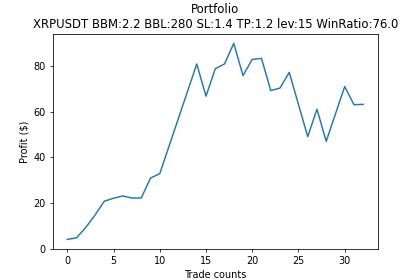 Portfolio
XRPUSDT BBM:2.2 BBL:280 SL:1.4 TP:1.2 lev:15 WinRatio:76.0
80
60
40
20
0
Profit ($)
0 5 10 15 20 25 30
Trade counts